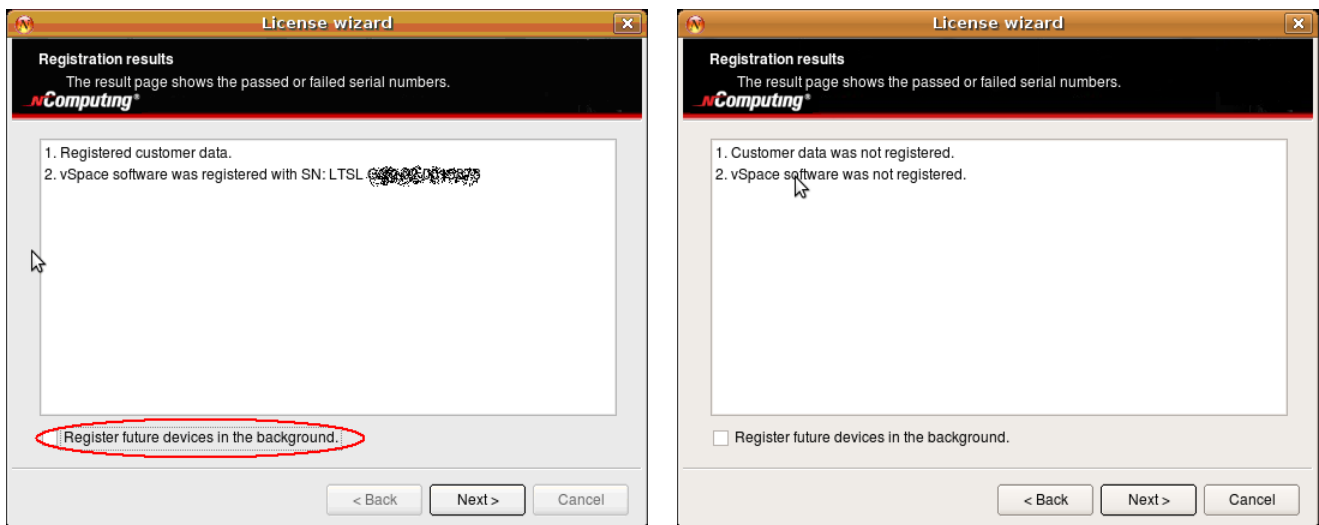 License wizard
Registration results
The result page shows the passed or failed serial numbers.
NComputing®
1. Registered customer data.
2. vSpace software was registered with SN: LTSL
Register future devices in the background.
< Back Next > Cancel
License wizard
Registration results
The result page shows the passed or failed serial numbers.
NComputing®
1. Customer data was not registered.
2. vSpace software was not registered.
Register future devices in the background.
< Back Next > Cancel